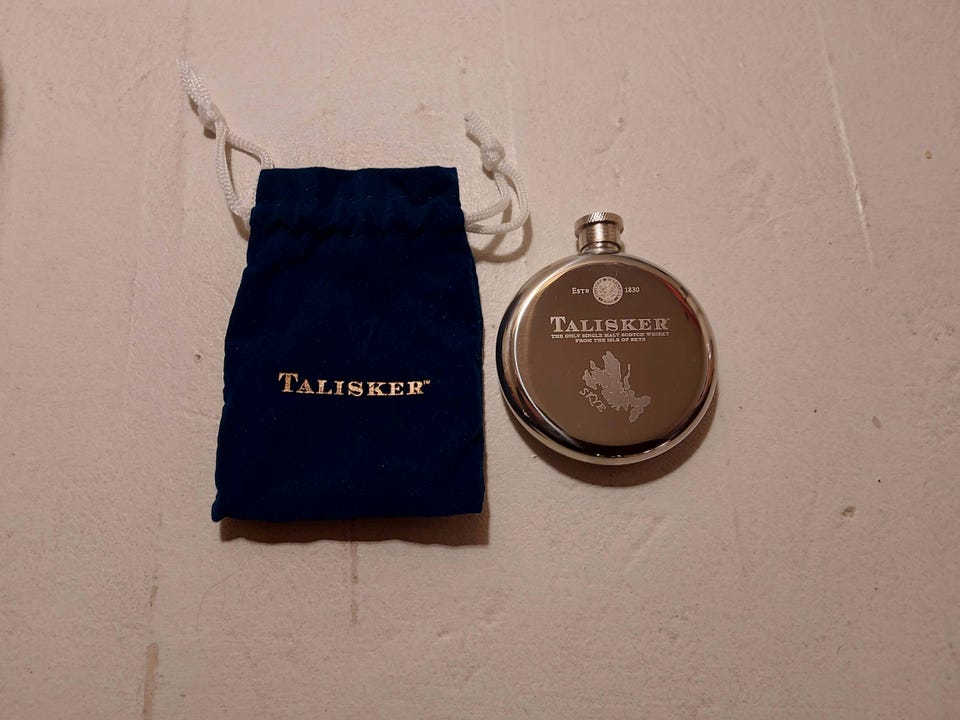 TALISKER™
ESTD 1830
TALISKER
THE ONLY SINGLE MALT SCOTCH WHISKY
FROM THE ISLE OF SKYE
SKYE